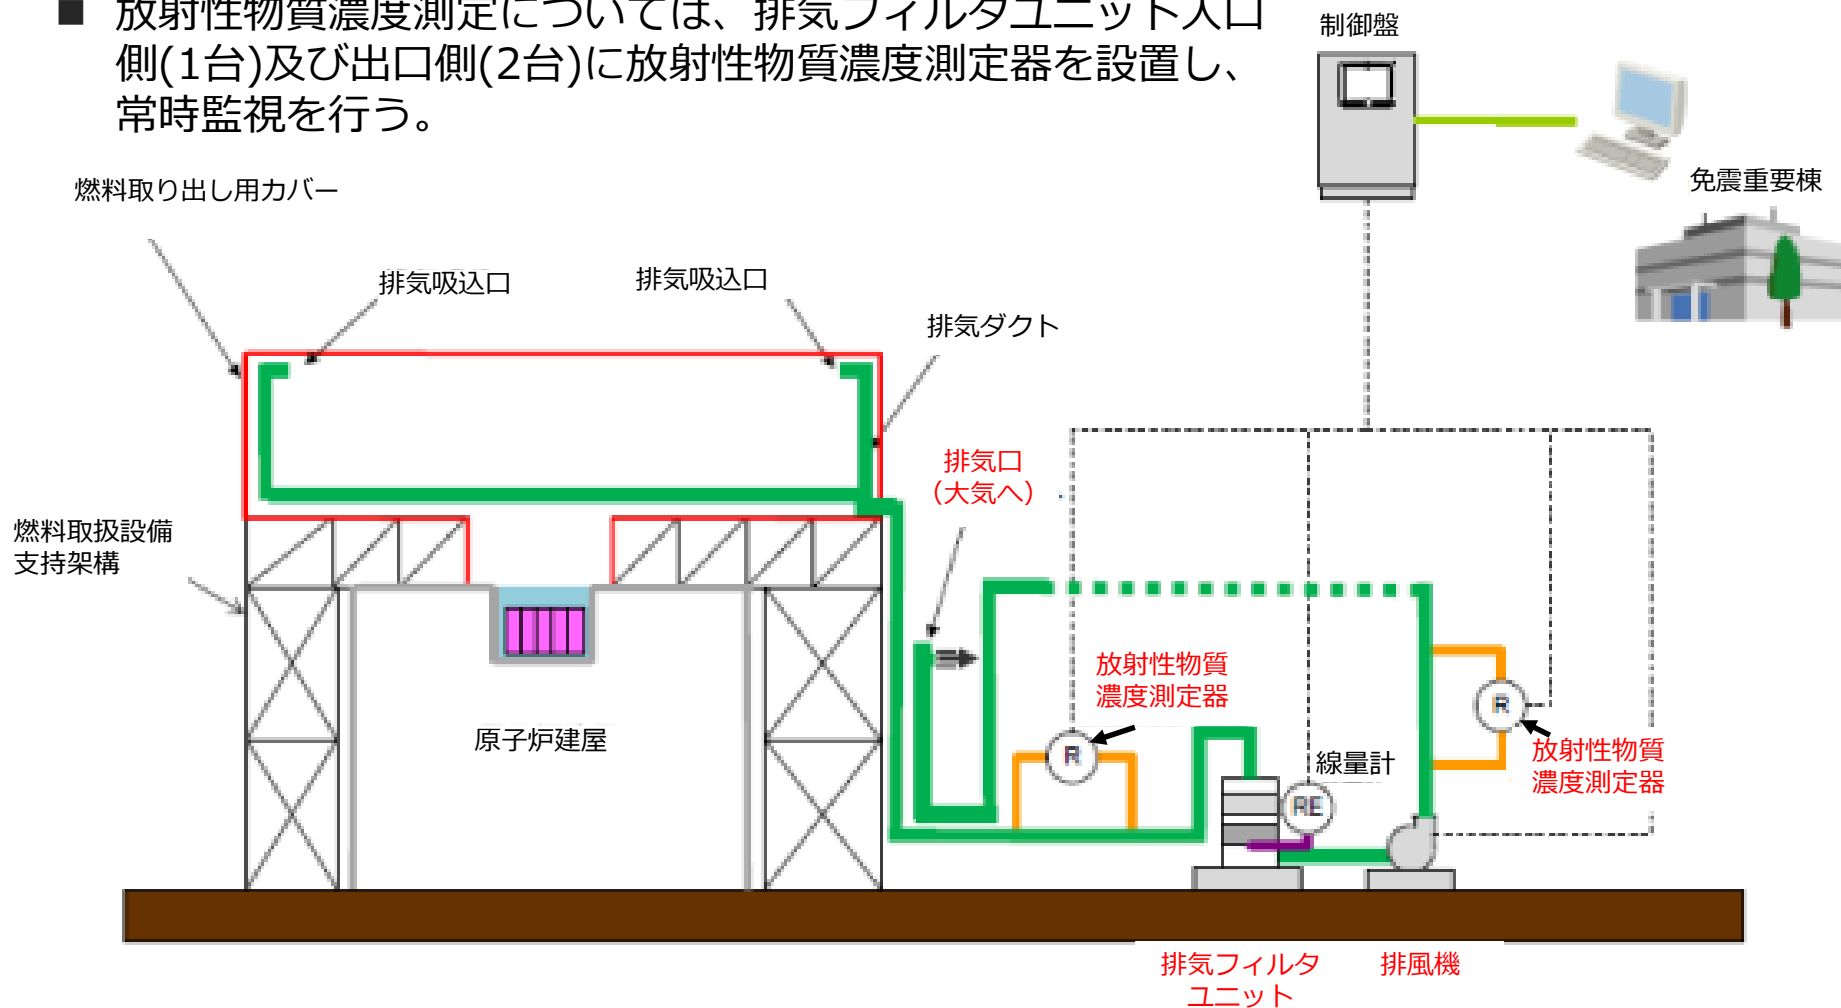 ■ 放射性物質濃度測定については、排気フィルタユニット入口
側(1台)及び出口側(2台)に放射性物質濃度測定器を設置し、
常時監視を行う。
制御盤
免震重要棟
燃料取り出し用カバー
排気吸込口
排気吸込口
排気ダクト
排気口
（大気へ）
燃料取扱設備
支持架構
放射性物質
濃度測定器
R
原子炉建屋
R
線量計
放射性物質
濃度測定器
RE
排気フィルタ
ユニット
排風機